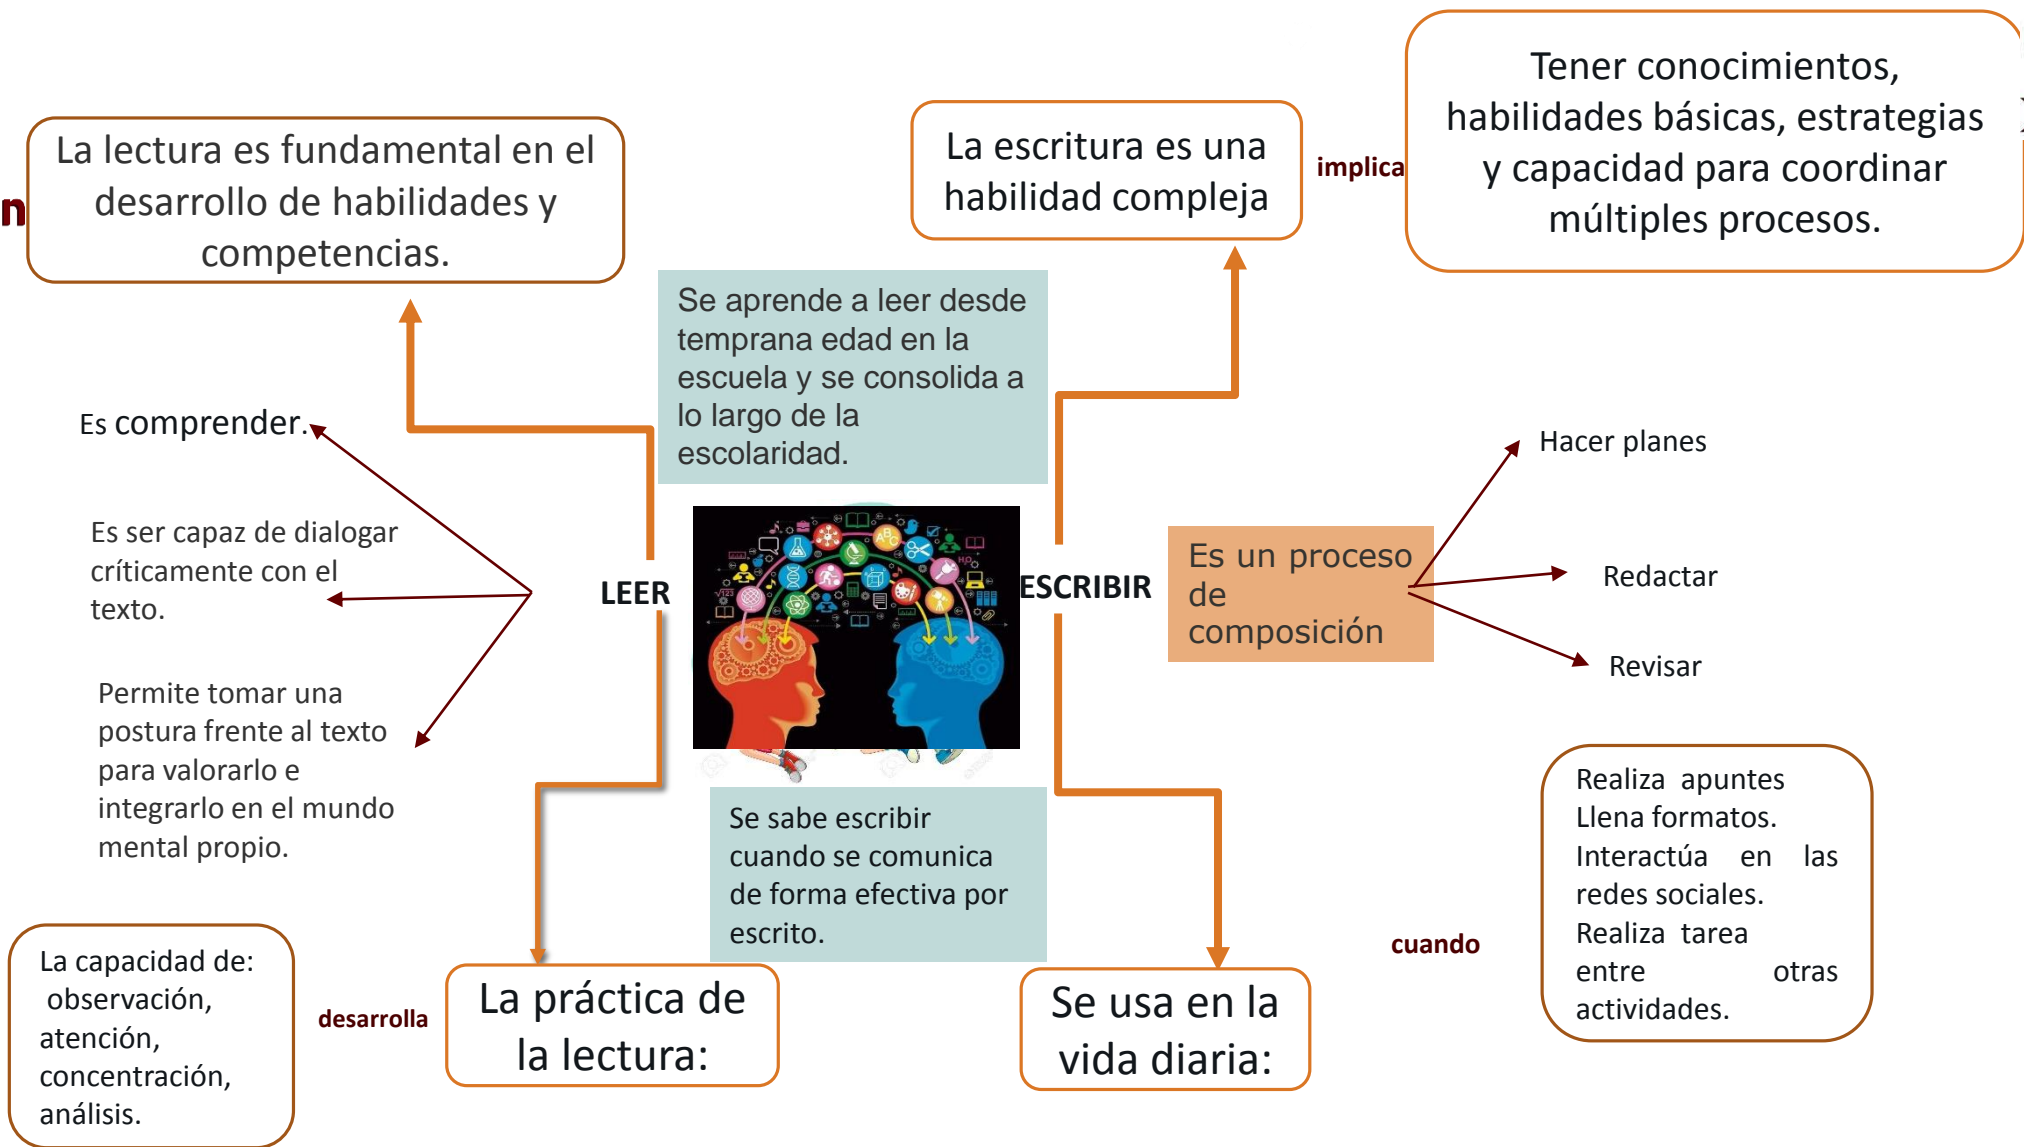 Tener conocimientos,
habilidades básicas, estrategias
y capacidad para coordinar
múltiples procesos.
La lectura es fundamental en el
desarrollo de habilidades y
competencias.
n
La escritura es una
habilidad compleja
implica
Se aprende a leer desde
temprana edad en la
escuela y se consolida a
lo largo de la
escolaridad.
Es comprender.
Es ser capaz de dialogar
críticamente con el
texto.
Permite tomar una
postura frente al texto
para valorarlo e
integrarlo en el mundo
mental propio.
LEER
ABC
H₂O
√123
ESCRIBIR
Es un proceso
de
composición
Hacer planes
Redactar
Revisar
Se sabe escribir
cuando se comunica
de forma efectiva por
escrito.
La capacidad de:
observación,
atención,
concentración,
análisis.
desarrolla
La práctica de
la lectura:
Se usa en la
vida diaria:
cuando
Realiza apuntes
Llena formatos.
Interactúa en las
redes sociales.
Realiza tarea
entre otras
actividades.